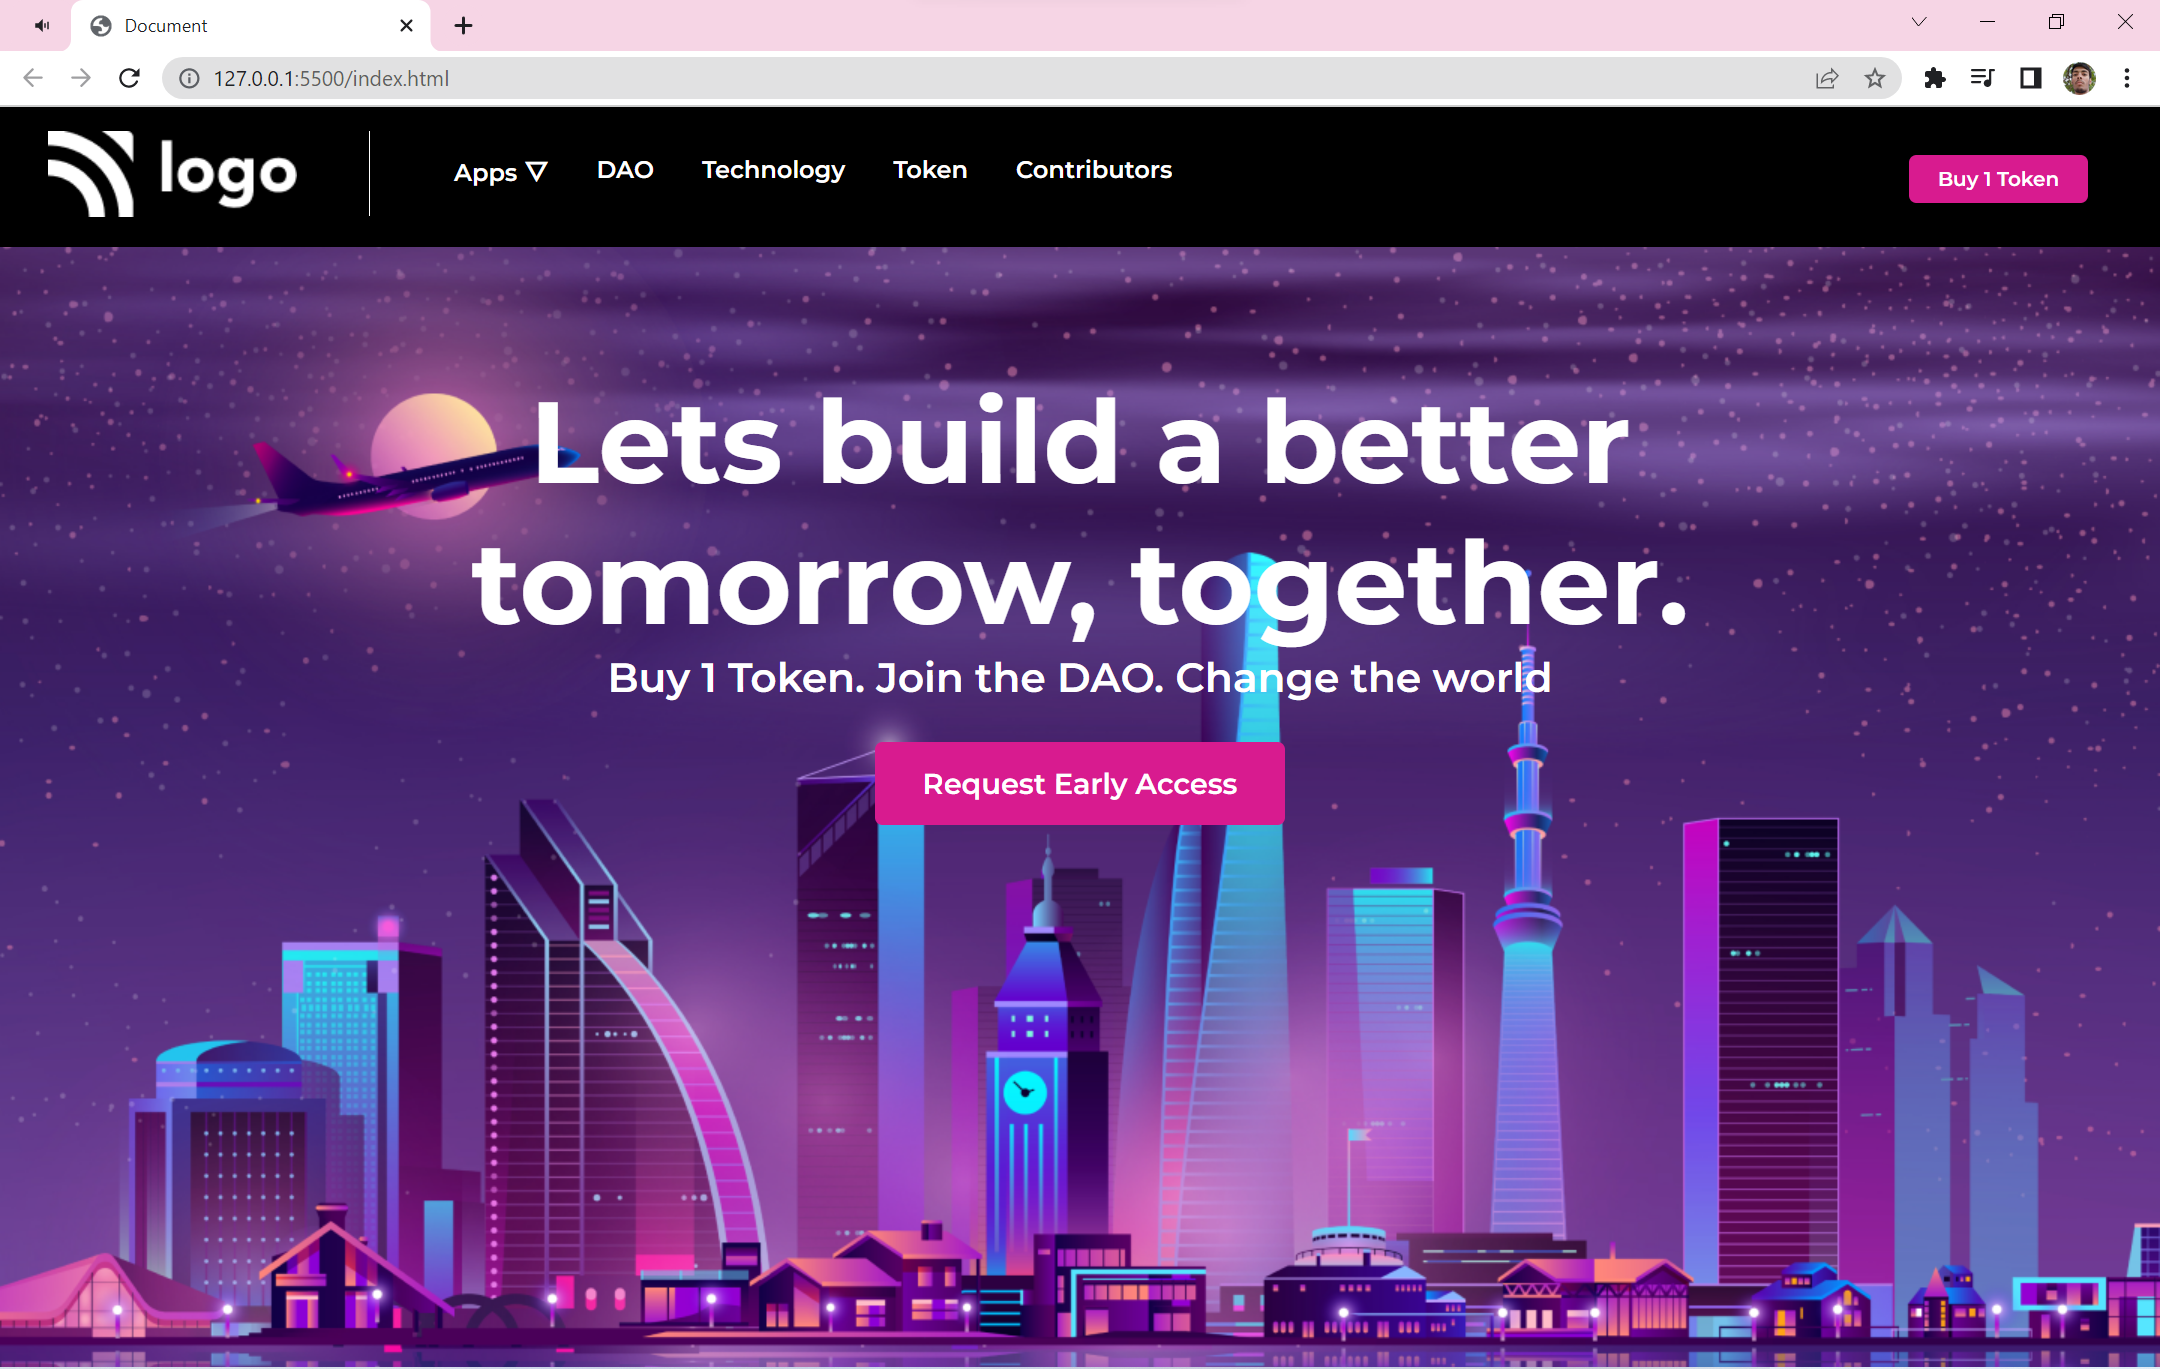 Document
127.0.0.1:5500/index.html
logo
Apps ▽ DAO Technology Token Contributors
Buy 1 Token
Lets build a better
tomorrow, together.
Buy 1 Token. Join the DAO. Change the world
Request Early Access